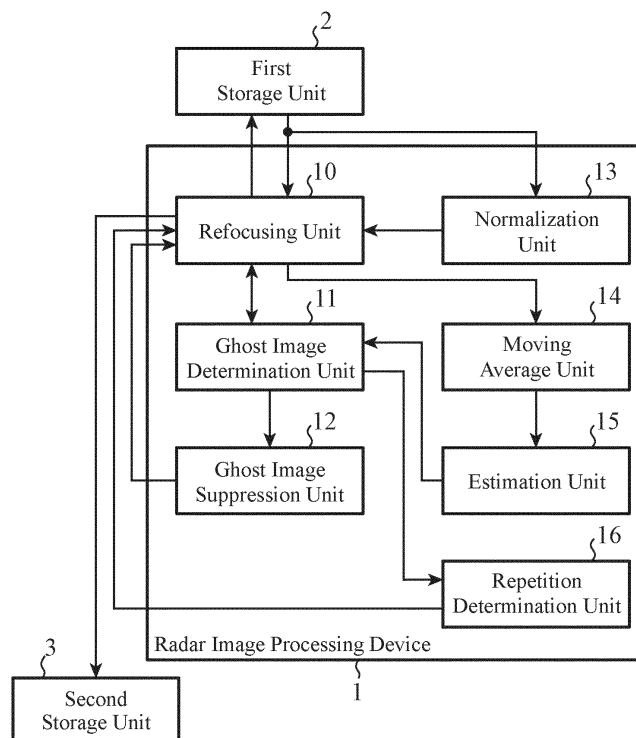 2
First
Storage Unit
10
Refocusing Unit
13
Normalization
Unit
11
Ghost Image
Determination Unit
14
Moving
Average Unit
12
Ghost Image
Suppression Unit
15
Estimation Unit
16
Repetition
Determination Unit
Radar Image Processing Device
1
3
Second
Storage Unit